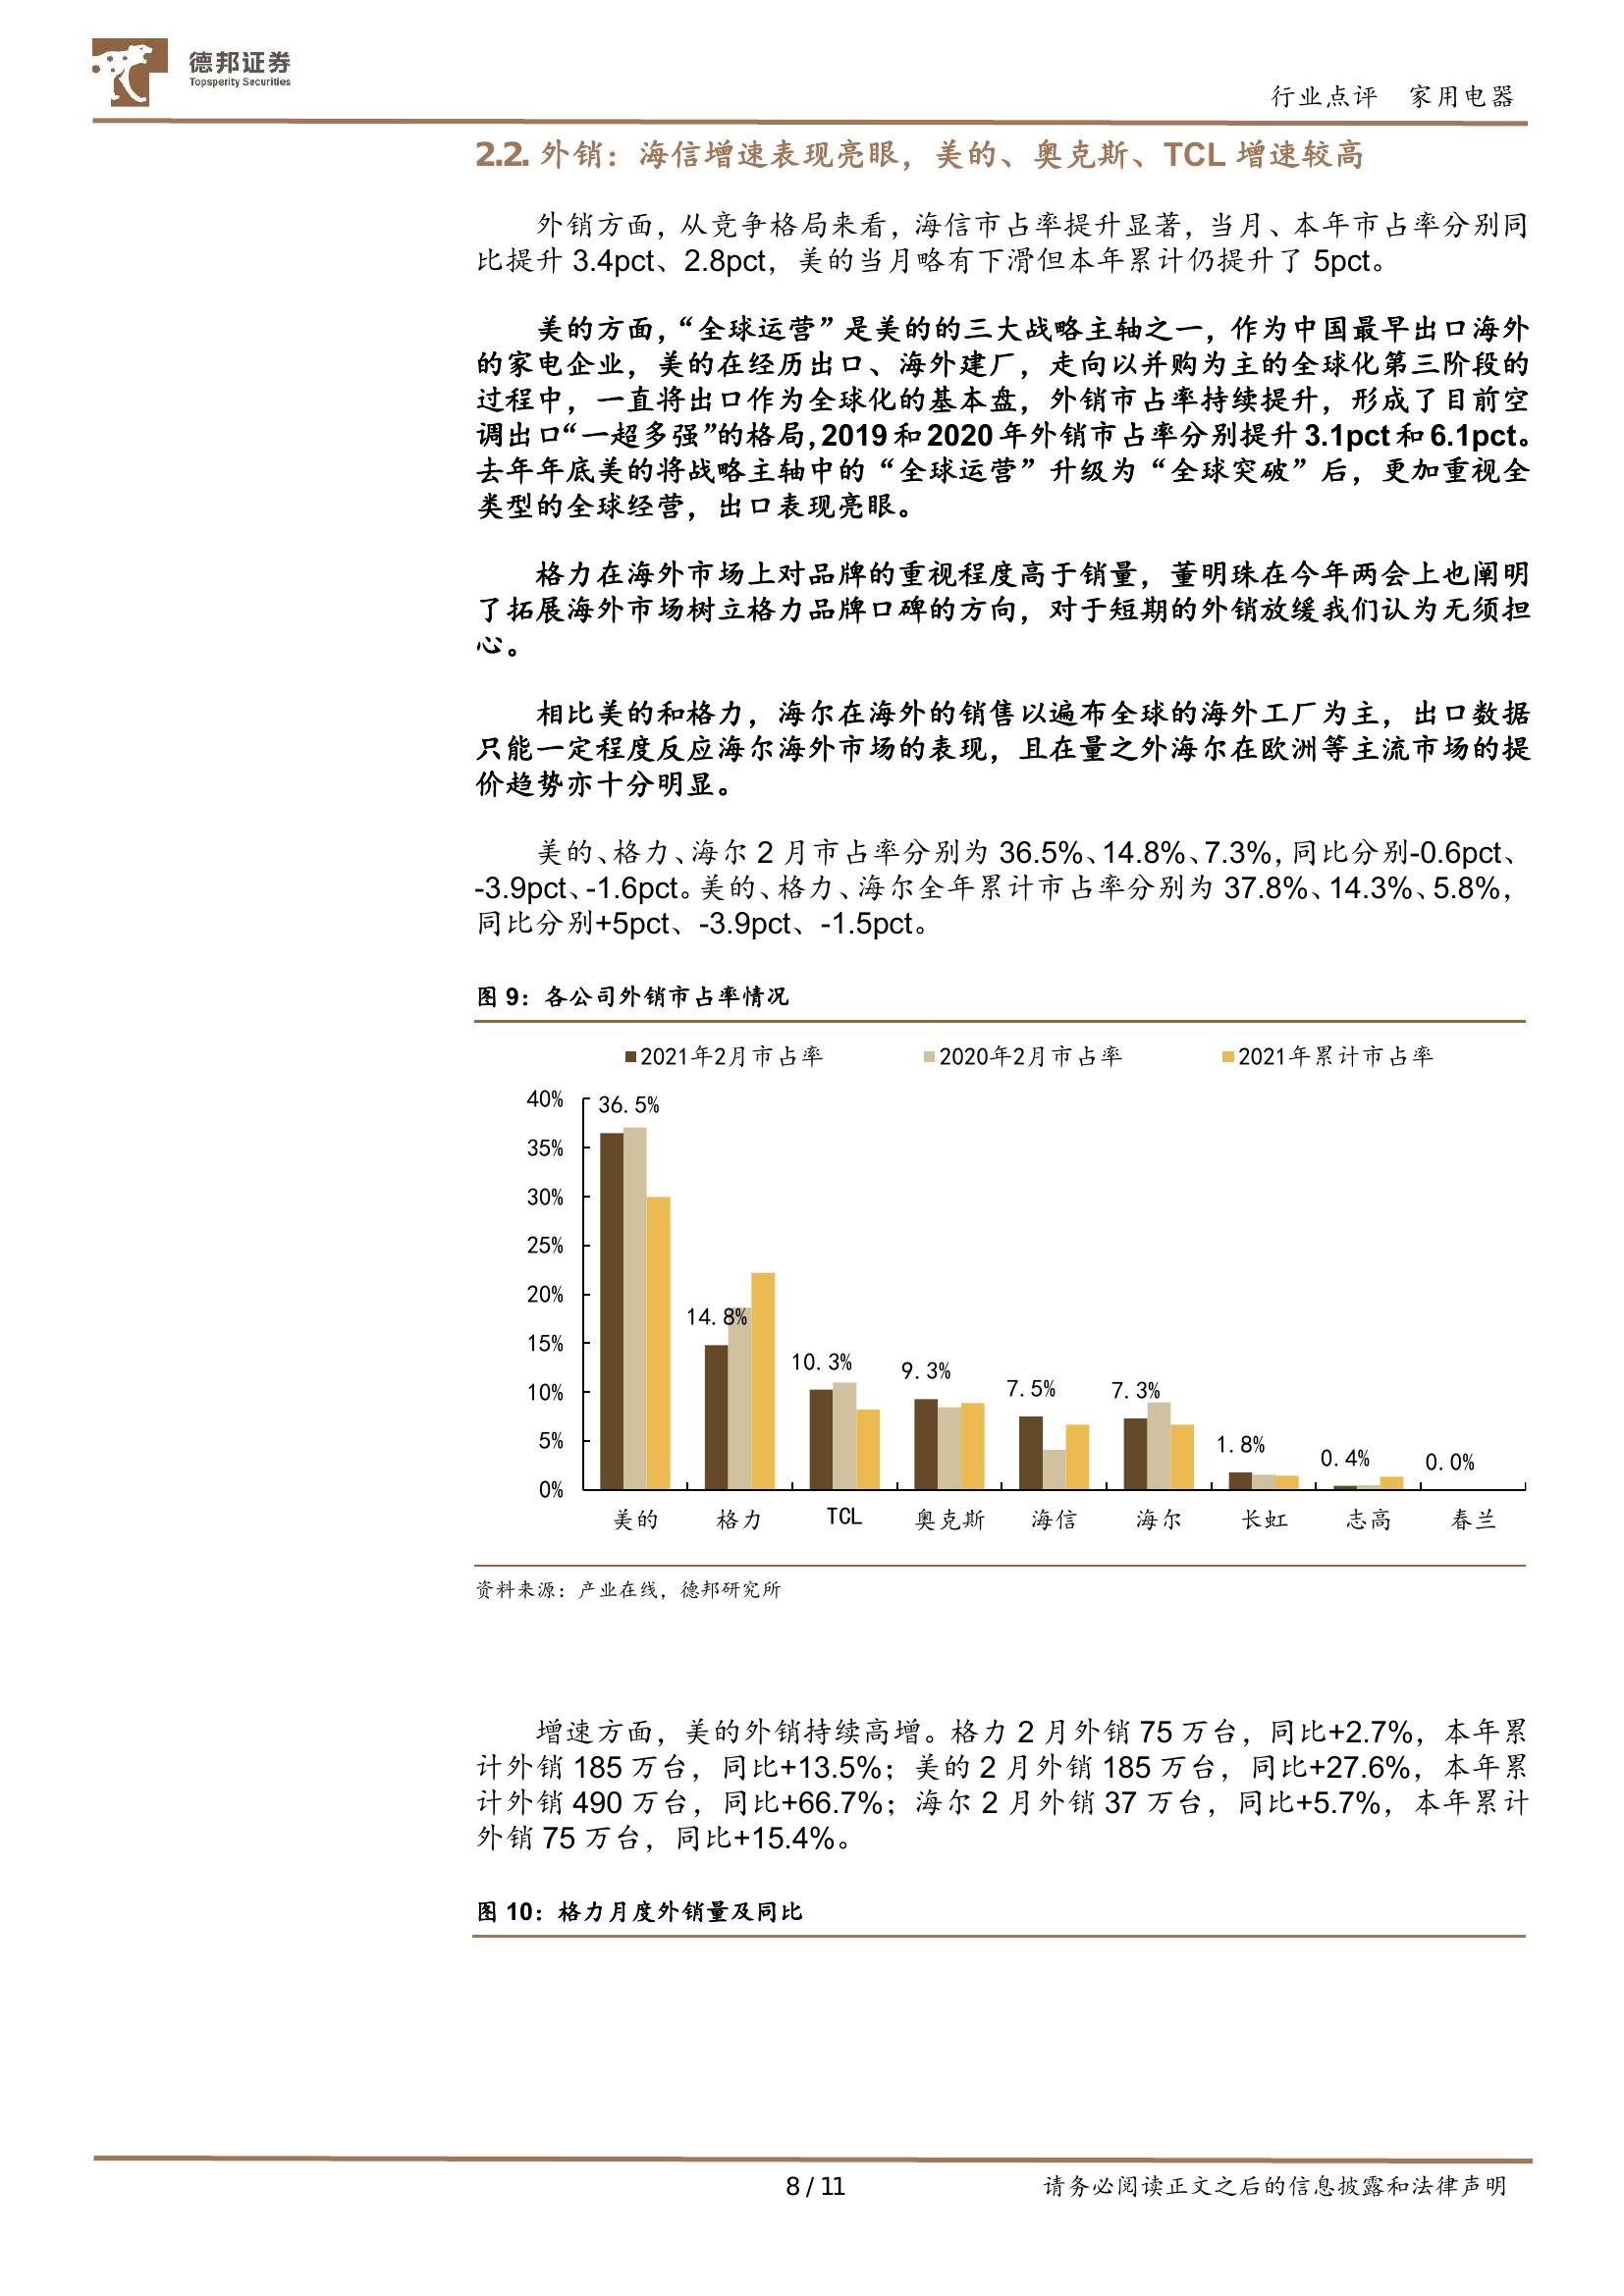 德邦证券
Topsperity Securities
行业点评 家用电器
2.2. 外销：海信增速表现亮眼，美的、奥克斯、TCL 增速较高
外销方面，从竞争格局来看，海信市占率提升显著，当月、本年市占率分别同
比提升 3.4pct、2.8pct，美的当月略有下滑但本年累计仍提升了 5pct。
美的方面，“全球运营”是美的的三大战略主轴之一，作为中国最早出口海外
的家电企业，美的在经历出口、海外建厂，走向以并购为主的全球化第三阶段的
过程中，一直将出口作为全球化的基本盘，外销市占率持续提升，形成了目前空
调出口“一超多强”的格局，2019 和 2020 年外销市占率分别提升 3.1pct 和 6.1pct。
去年年底美的将战略主轴中的“全球运营”升级为“全球突破”后，更加重视全
类型的全球经营，出口表现亮眼。
格力在海外市场上对品牌的重视程度高于销量，董明珠在今年两会上也阐明
了拓展海外市场树立格力品牌口碑的方向，对于短期的外销放缓我们认为无须担
心。
相比美的和格力，海尔在海外的销售以遍布全球的海外工厂为主，出口数据
只能一定程度反应海尔海外市场的表现，且在量之外海尔在欧洲等主流市场的提
价趋势亦十分明显。
美的、格力、海尔 2 月市占率分别为 36.5%、14.8%、7.3%，同比分别-0.6pct、
-3.9pct、-1.6pct。美的、格力、海尔全年累计市占率分别为 37.8%、14.3%、5.8%，
同比分别+5pct、-3.9pct、-1.5pct。
图 9：各公司外销市占率情况
2021年2月市占率 2020年2月市占率 2021年累计市占率
40%
35%
30%
25%
20%
15%
10%
5%
0%
36.5%
14.8%
10.3%
9.3%
7.5%
7.3%
1.8%
0.4%
0.0%
美的 格力 TCL 奥克斯 海信 海尔 长虹 志高 春兰
资料来源：产业在线，德邦研究所
增速方面，美的外销持续高增。格力 2 月外销 75 万台，同比+2.7%，本年累
计外销 185 万台，同比+13.5%；美的 2 月外销 185 万台，同比+27.6%，本年累
计外销 490 万台，同比+66.7%；海尔 2 月外销 37 万台，同比+5.7%，本年累计
外销 75 万台，同比+15.4%。
图 10：格力月度外销量及同比
8 / 11
请务必阅读正文之后的信息披露和法律声明